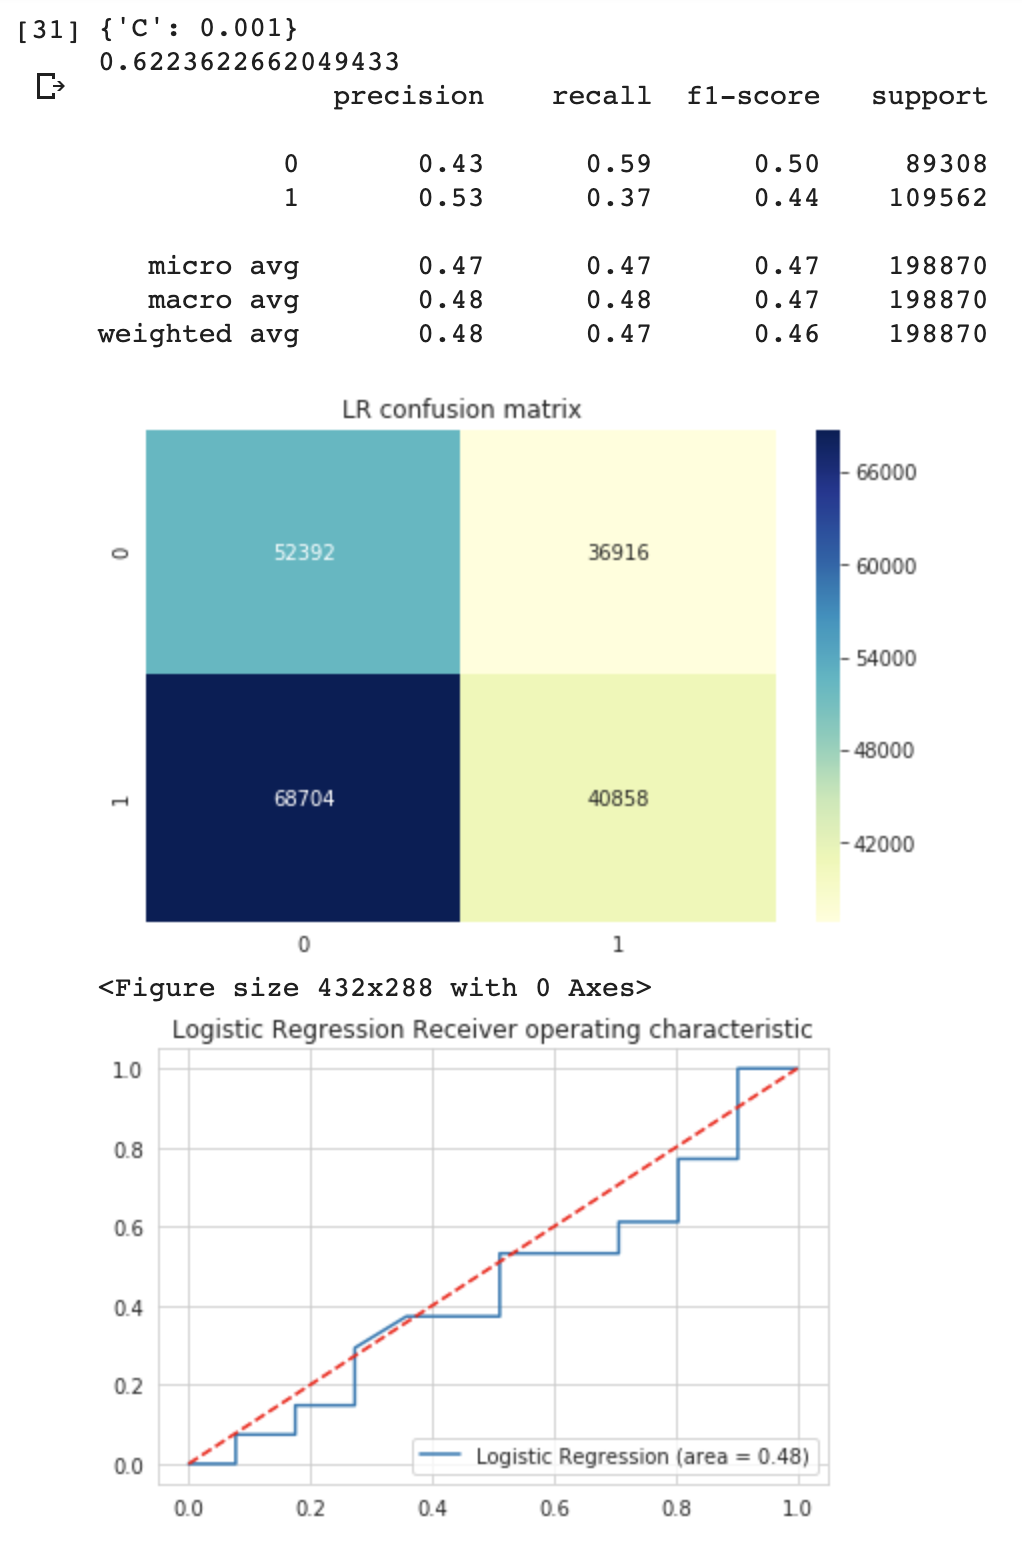 [31] {'C': 0.001}
0.6223622662049433
precision recall f1-score support
0 0.43 0.59 0.50 89308
1 0.53 0.37 0.44 109562
micro avg 0.47 0.47 0.47 198870
macro avg 0.48 0.48 0.47 198870
weighted avg 0.48 0.47 0.46 198870
LR confusion matrix
66000
0 52392 36916
60000
54000
48000
1 68704 40858
42000
0 1
<Figure size 432x288 with 0 Axes>
Logistic Regression Receiver operating characteristic
1.0
0.8
0.6
0.4
0.2
0.0
Logistic Regression (area = 0.48)
0.0 0.2 0.4 0.6 0.8 1.0